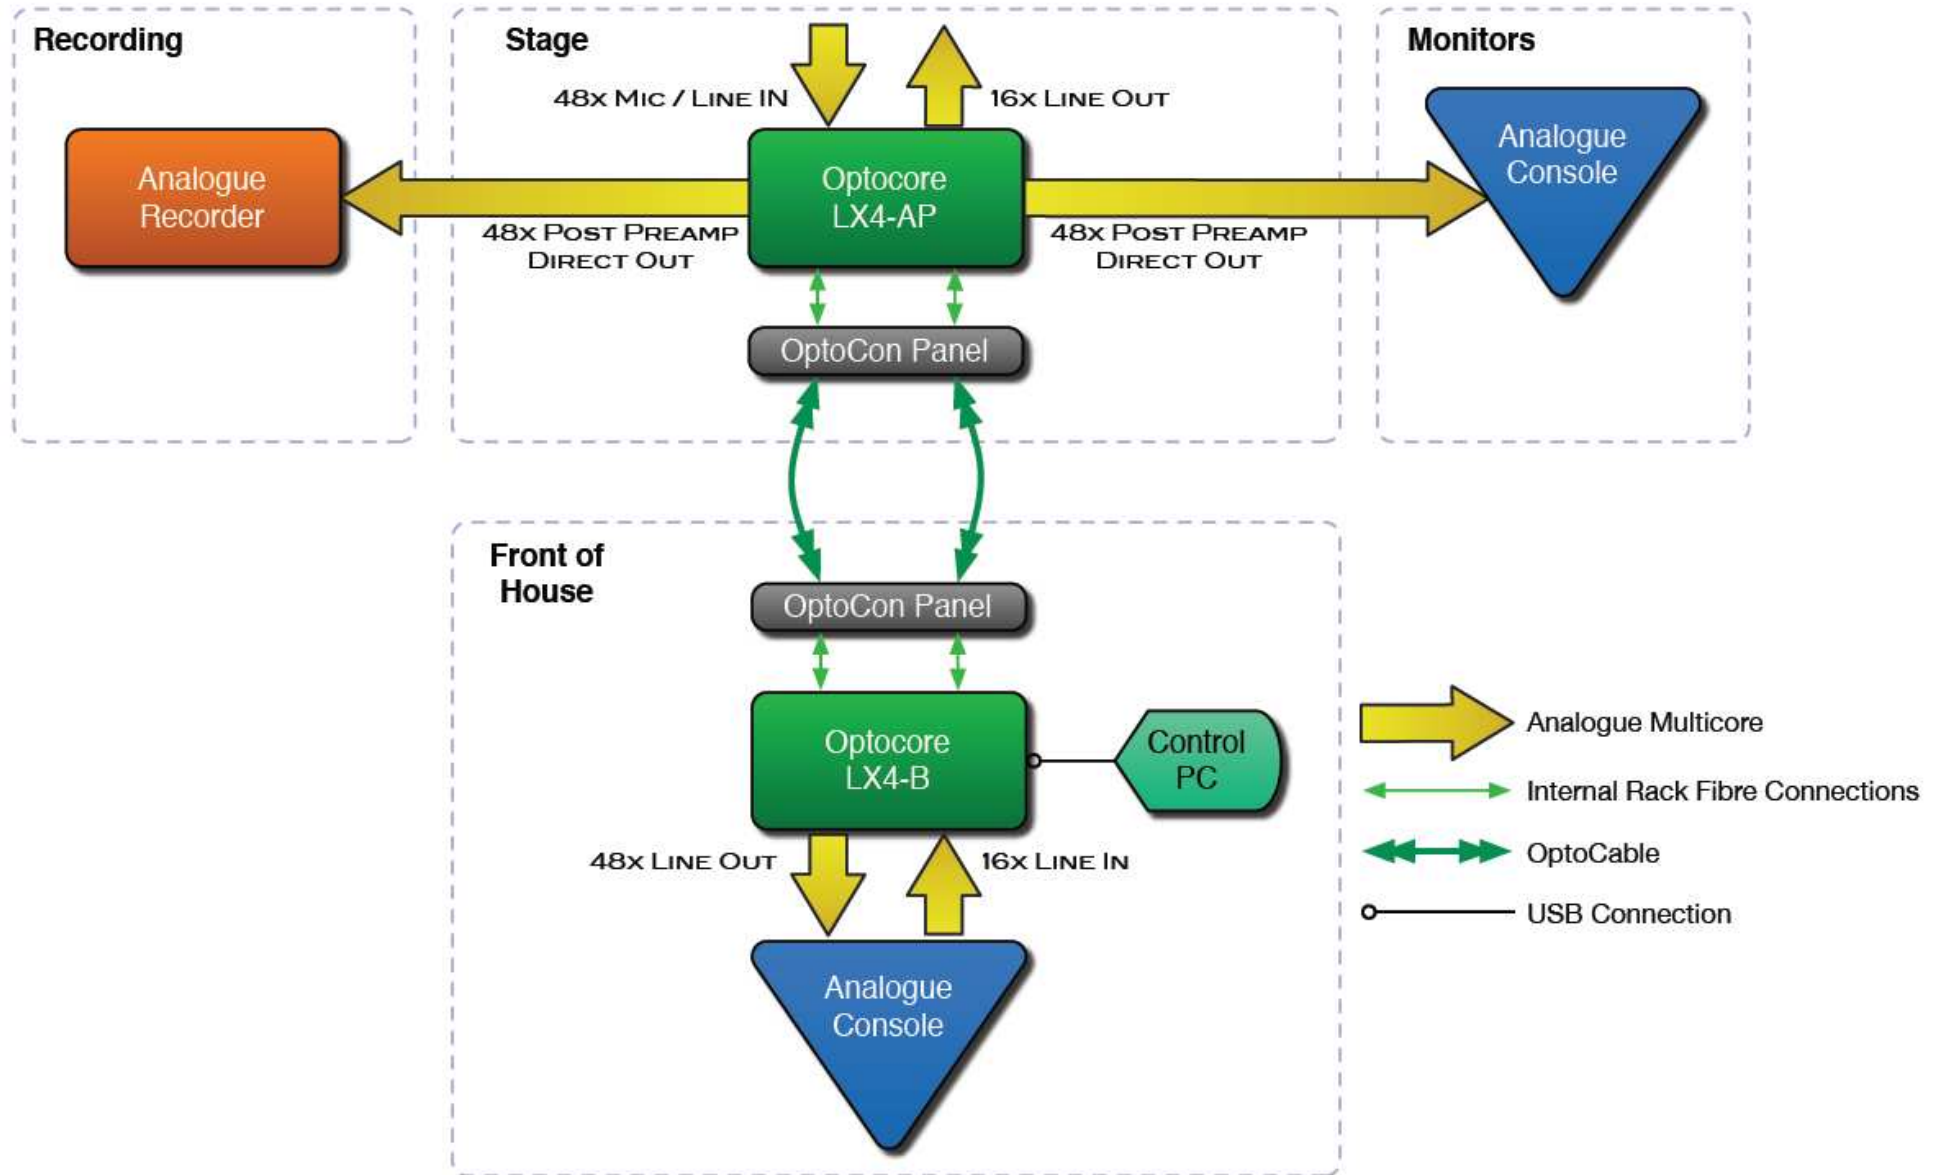 Recording
Stage
Monitors
48x Mic / Line IN
16x Line Out
Analogue
Console
Analogue
Recorder
Optocore
LX4-AP
48x Post Preamp
Direct Out
48x Post Preamp
Direct Out
OptoCon Panel
Front of
House
OptoCon Panel
Optocore
LX4-B
Control
PC
48x Line Out
16x Line In
Analogue
Console
Analogue Multicore
Internal Rack Fibre Connections
OptoCable
USB Connection